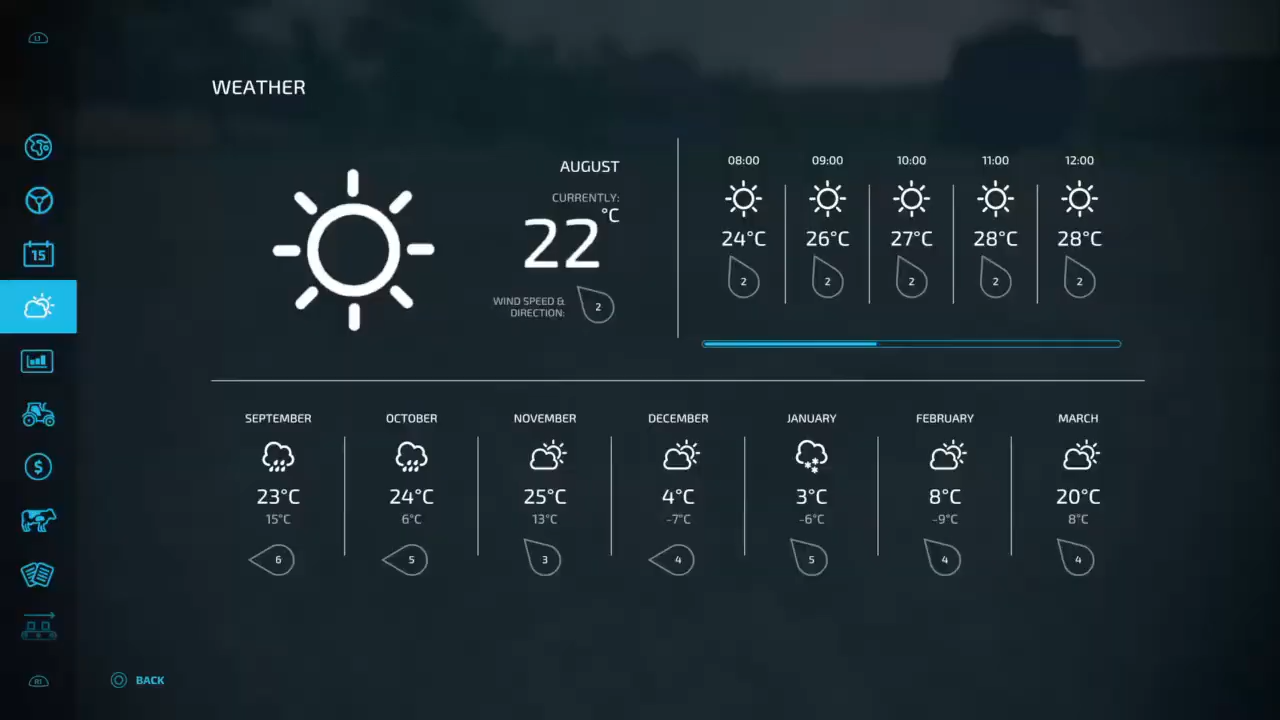 L1
WEATHER
AUGUST
CURRENTLY:
22 °C
WIND SPEED &
DIRECTION:
2
08:00 09:00 10:00 11:00 12:00
24°C 26°C 27°C 28°C 28°C
2 2 2 2 2
15
SEPTEMBER OCTOBER NOVEMBER DECEMBER JANUARY FEBRUARY MARCH
23°C 24°C 25°C 4°C 3°C 8°C 20°C
15°C 6°C 13°C -7°C -6°C -9°C 8°C
6 5 3 4 5 4 4
$
R1
BACK